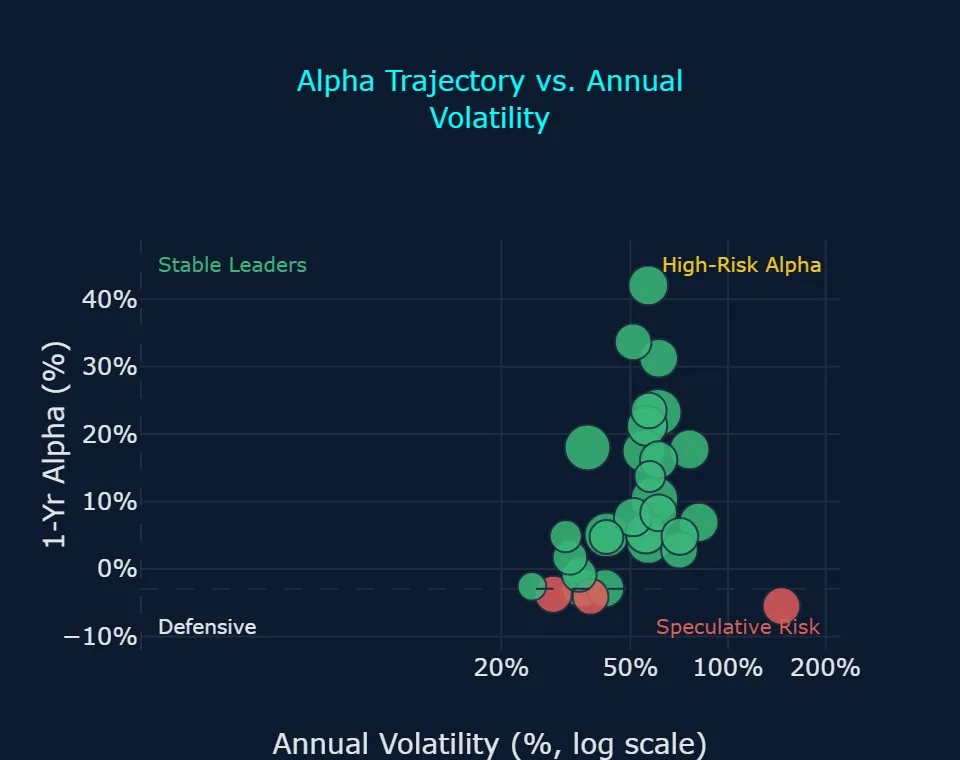 Alpha Trajectory vs. Annual
Volatility
Stable Leaders
High-Risk Alpha
40%
30%
20%
10%
0%
−10%
1-Yr Alpha (%)
Defensive
Speculative Risk
20%
50%
100%
200%
Annual Volatility (%, log scale)